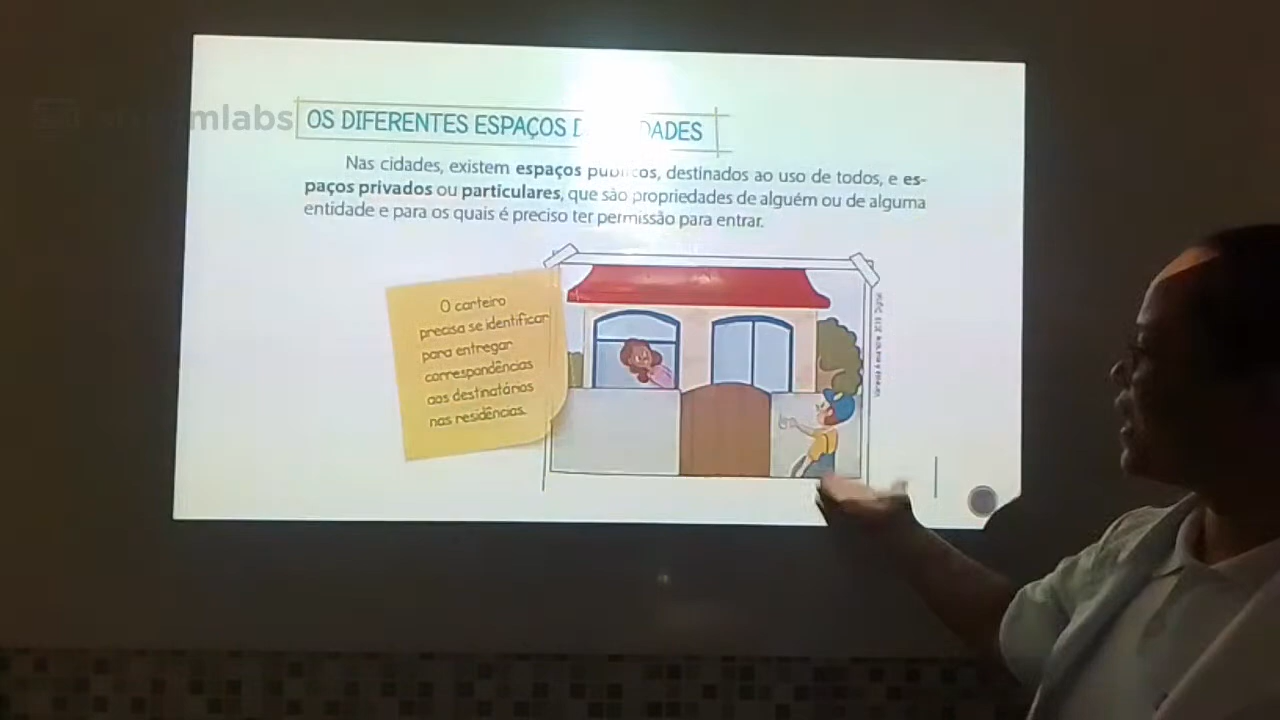 mlabs
OS DIFERENTES ESPAÇOS D DADES
Nas cidades, existem espaços públicos, destinados ao uso de todos, e es-
paços privados ou particulares, que são propriedades de alguém ou de alguma
entidade e para os quais é preciso ter permissão para entrar.
O carteiro
precisa se identificar
para entregar
correspondências
aos destinatários
nas residências.